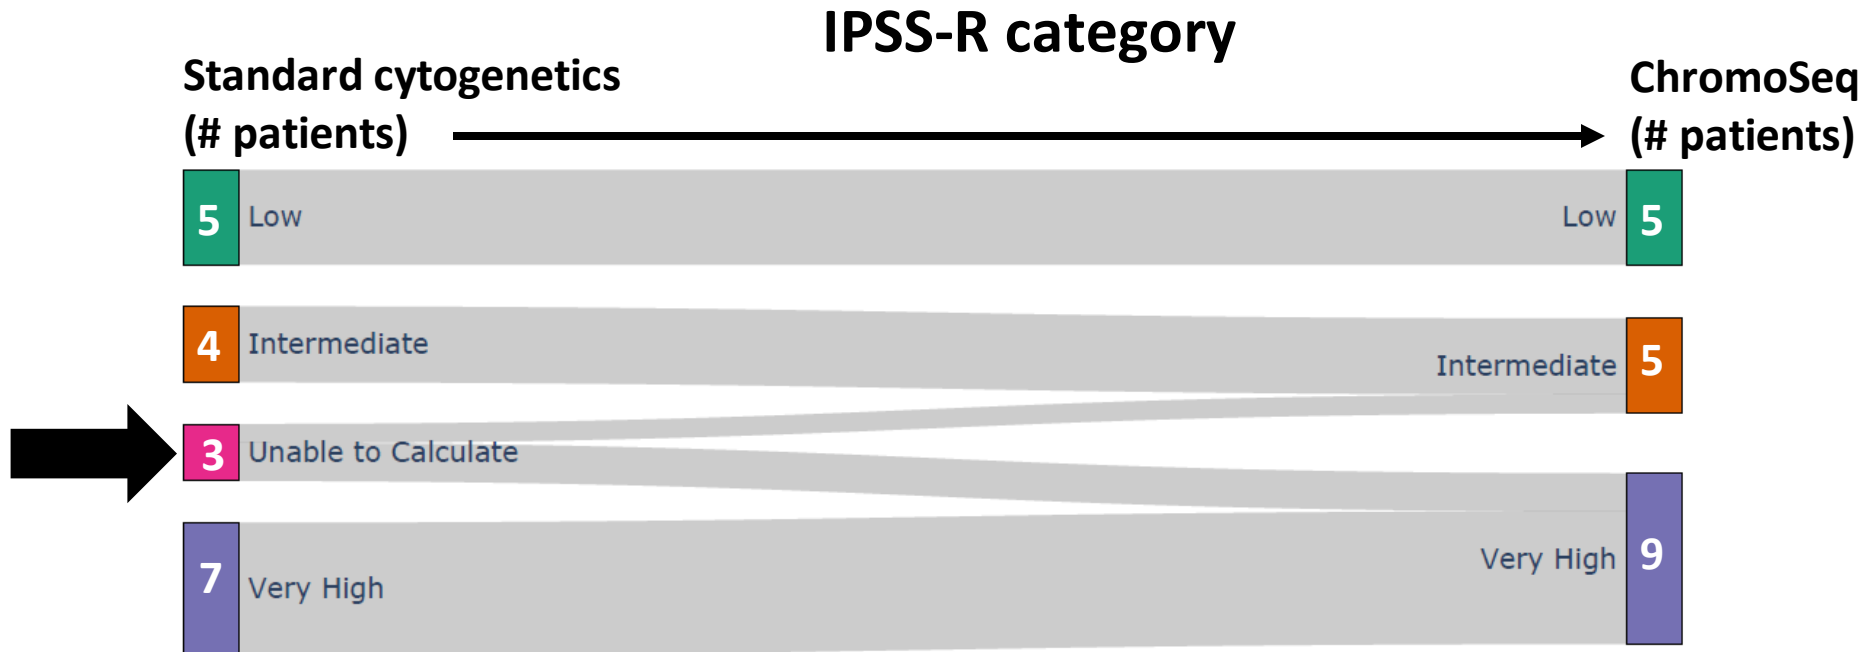 IPSS-R category
Standard cytogenetics
(# patients)
ChromoSeq
(# patients)
5 Low
Low 5
4 Intermediate
Intermediate 5
3 Unable to Calculate
7 Very High
Very High 9